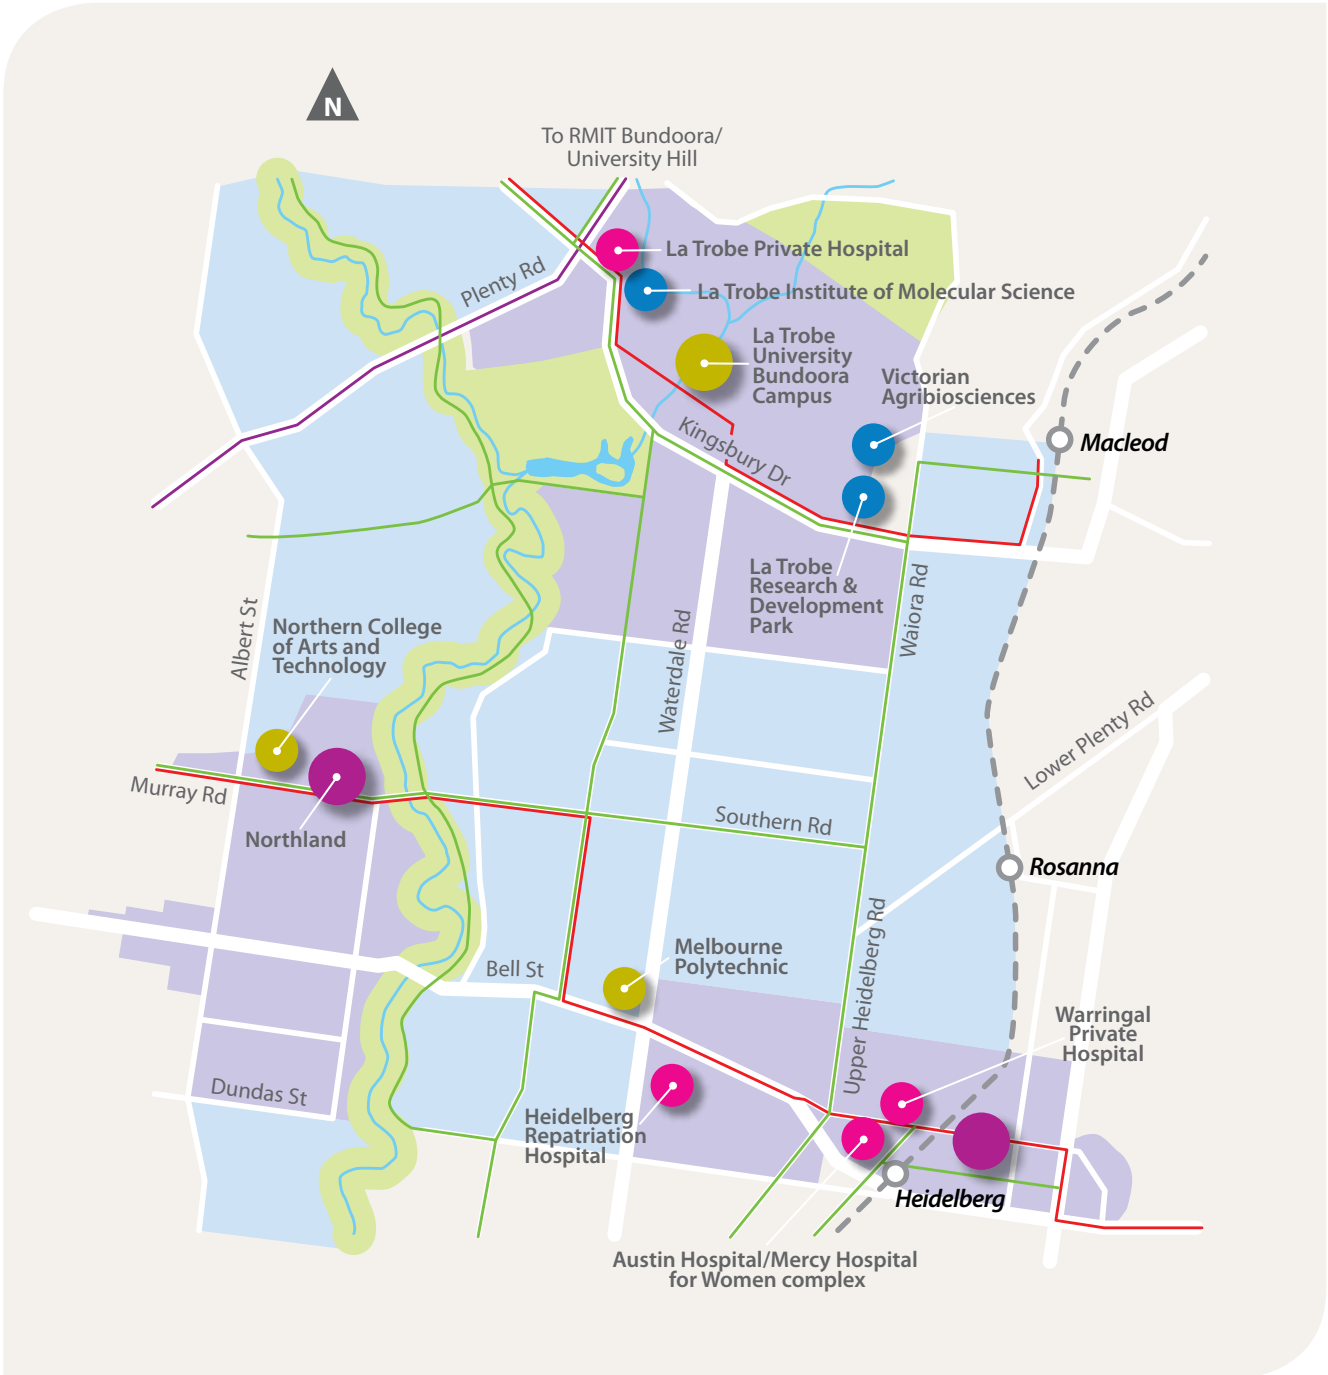 N
To RMIT Bundoora/
University Hill
La Trobe Private Hospital
Plenty Rd
La Trobe Institute of Molecular Science
La Trobe
University
Bundoora
Campus
Victorian
Agribiosciences
Kingsbury Dr
Macleod
La Trobe
Research &
Development
Park
Waiora Rd
Albert St
Northern College
of Arts and
Technology
Waterdale Rd
Lower Plenty Rd
Murray Rd
Southern Rd
Northland
Rosanna
Upper Heidelberg Rd
Melbourne
Polytechnic
Bell St
Warringal
Private
Hospital
Dundas St
Heidelberg
Repatriation
Hospital
Heidelberg
Austin Hospital/Mercy Hospital
for Women complex